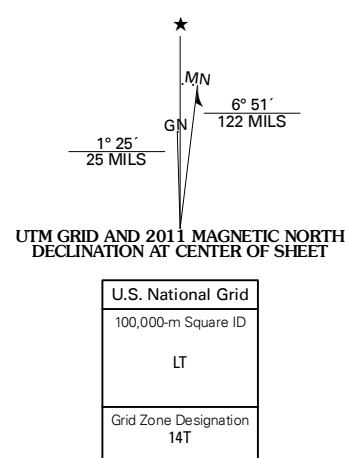 ★
MN
6° 51´
122 MILS
GN
1° 25´
25 MILS
UTM GRID AND 2011 MAGNETIC NORTH
DECLINATION AT CENTER OF SHEET
U.S. National Grid
100,000-m Square ID
LT
Grid Zone Designation
14T